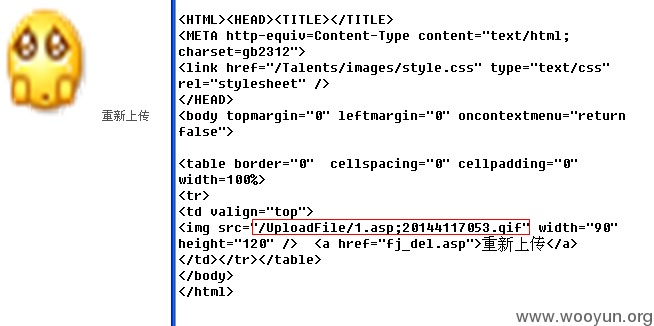 重新上传
<HTML><HEAD><TITLE></TITLE>
<META http-equiv=Content-Type content="text/html;
charset=gb2312">
<link href="/Talents/images/style.css" type="text/css"
rel="stylesheet" />
</HEAD>
<body topmargin="0" leftmargin="0" oncontextmenu="return
false">
<table border="0"  cellspacing="0" cellpadding="0"
width=100%>
<tr>
<td valign="top">
<img src="/UploadFile/1.asp;20144117053.gif" width="90"
height="120" />  <a href="fj_del.asp">重新上传</a>
</td></tr></table>
</body>
</html>
www.wooyun.org